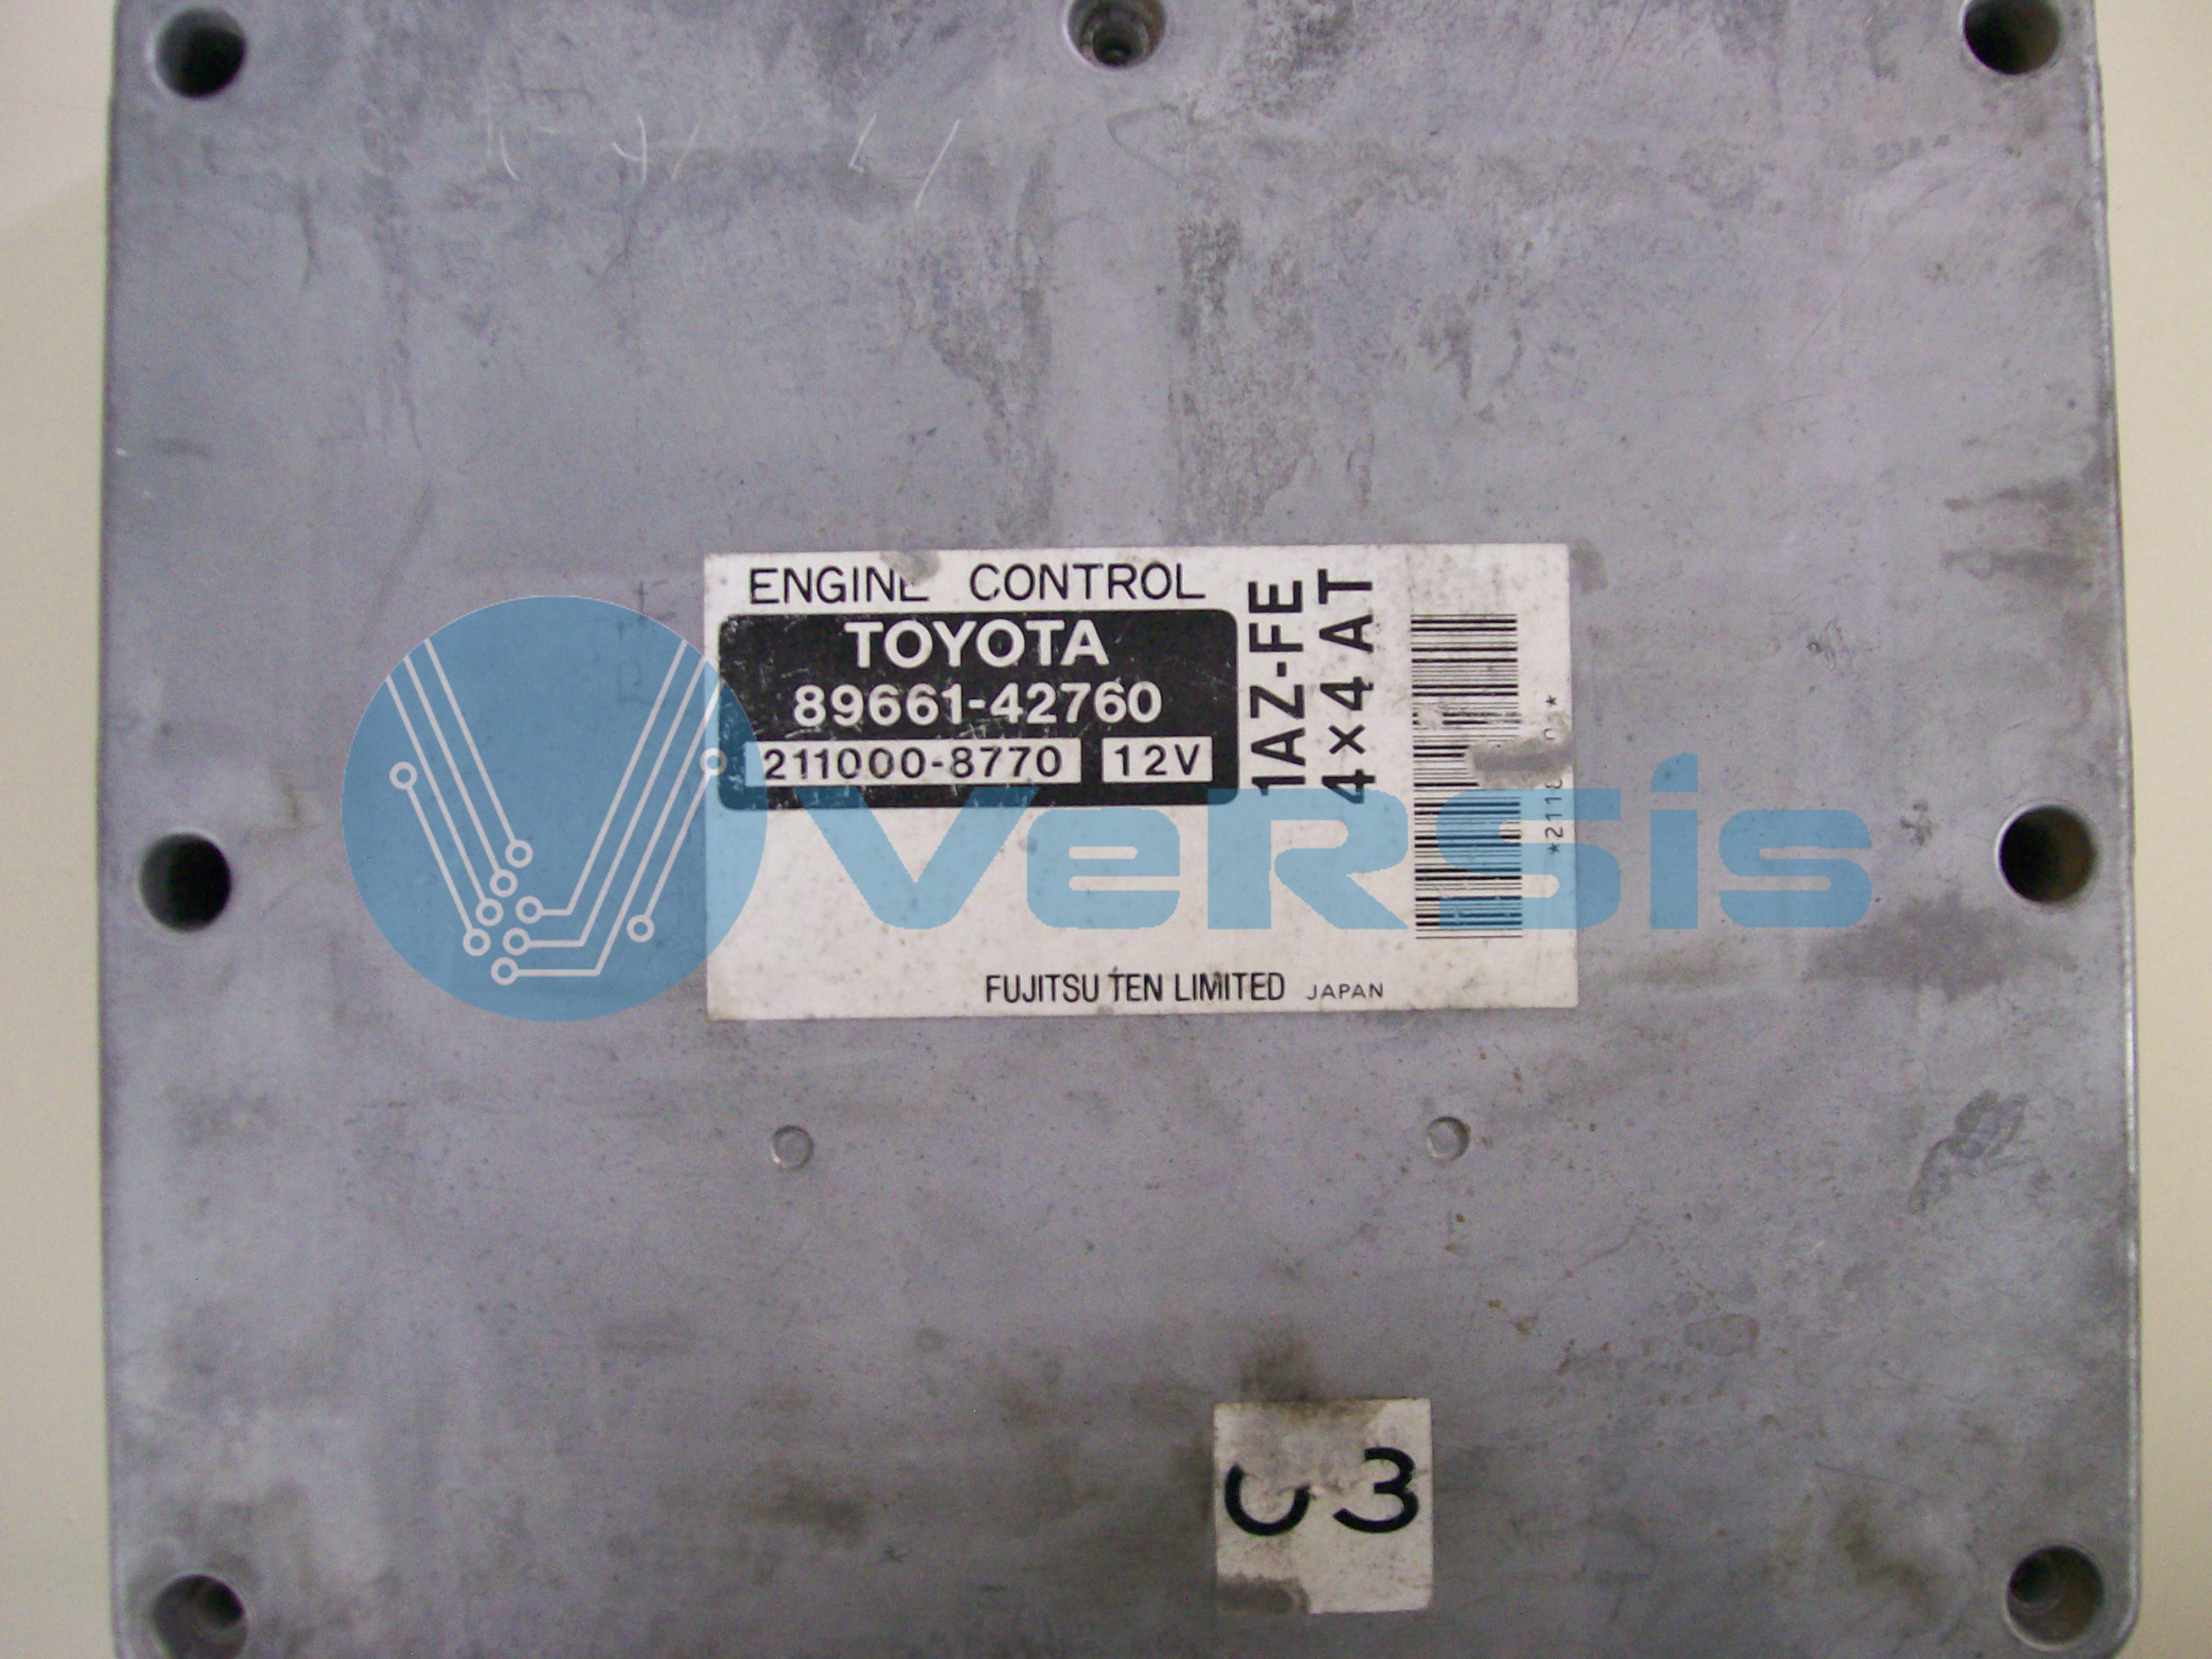 ENGINE CONTROL
TOYOTA
89661-42760
211000-8770 12V
1AZ-FE
4×4 AT
FUJITSU TEN LIMITED JAPAN
VeRSis